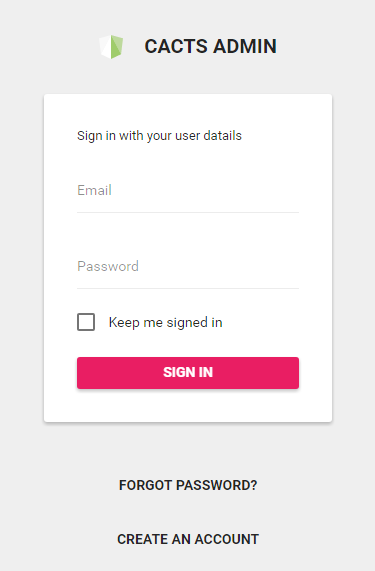 CACTS ADMIN
Sign in with your user datails
Email
Password
Keep me signed in
SIGN IN
FORGOT PASSWORD?
CREATE AN ACCOUNT